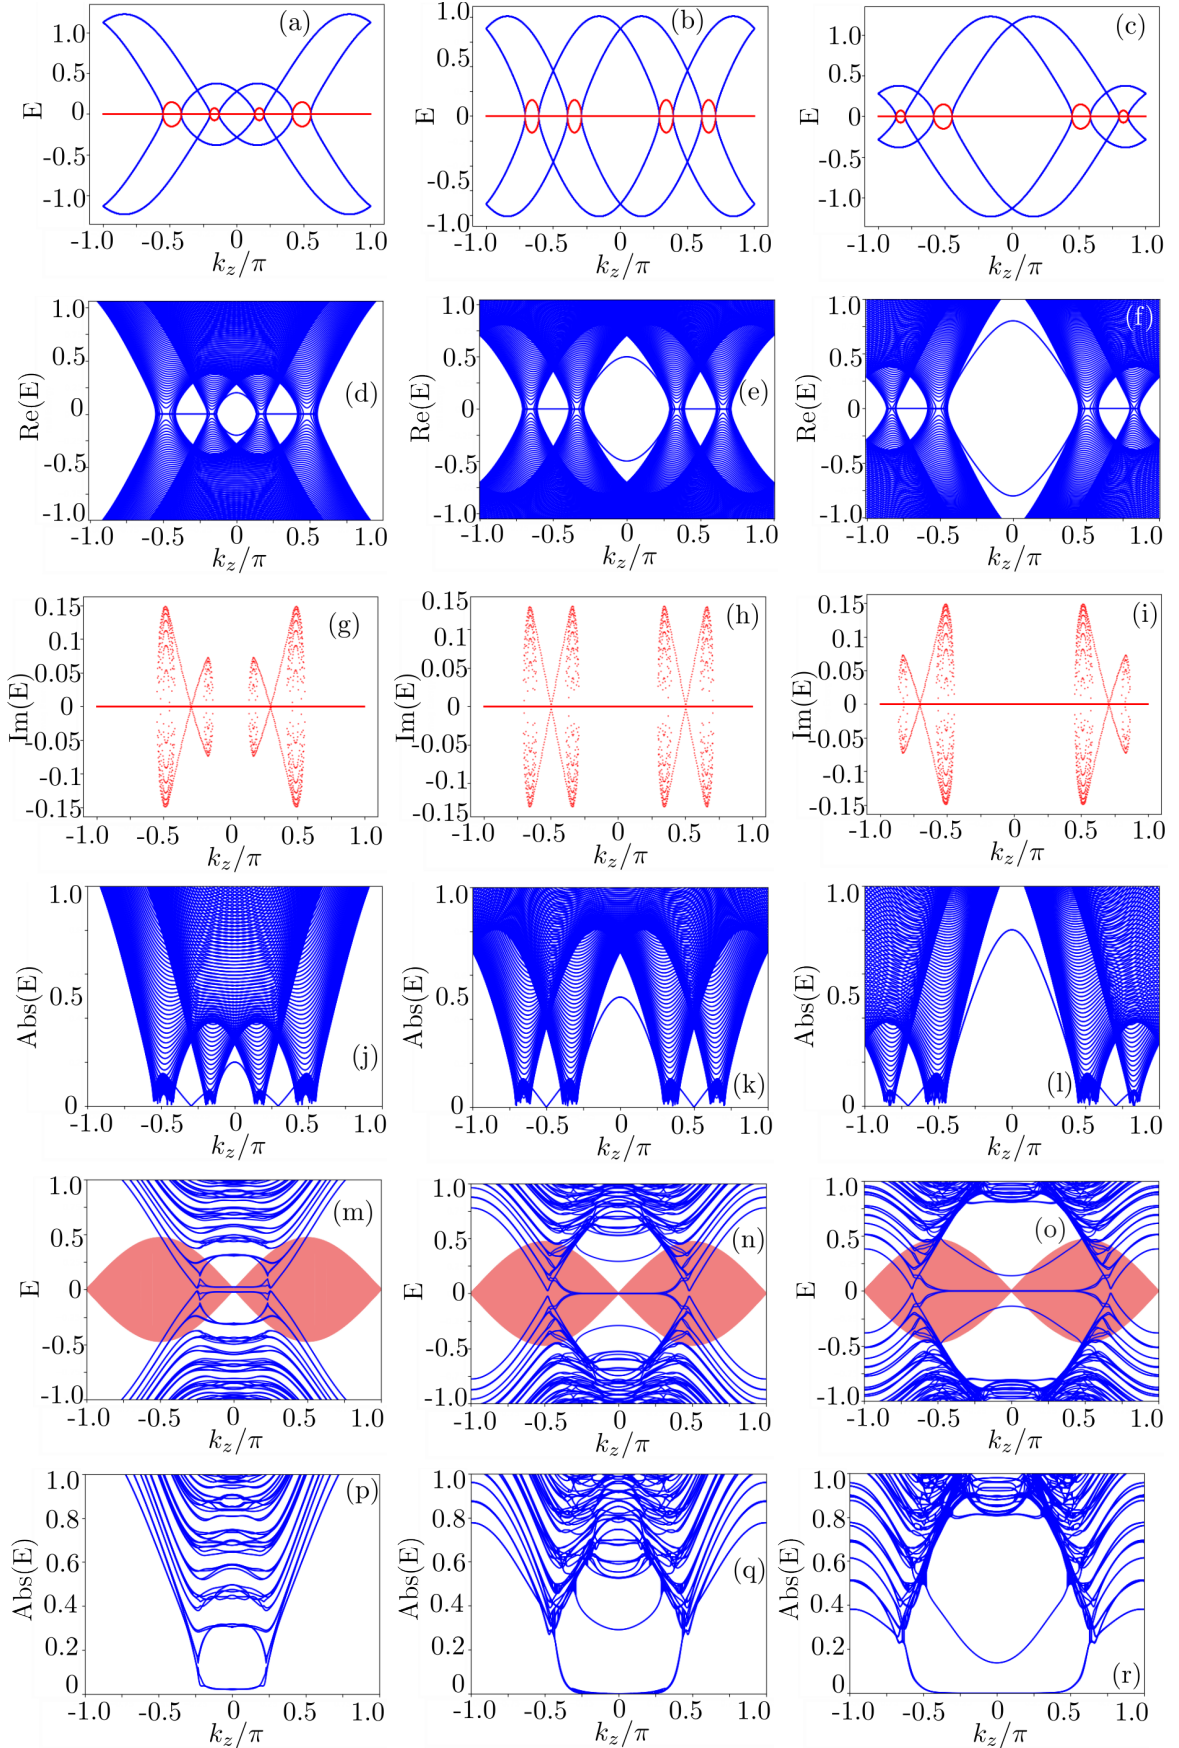 (a)
1.0
0.5
0
-0.5
-1.0
E
-1.0 -0.5 0 0.5 1.0
k_z/π
(b)
1.0
0.5
0
-0.5
-1.0
E
-1.0 -0.5 0 0.5 1.0
k_z/π
(c)
1.0
0.5
0
-0.5
-1.0
E
-1.0 -0.5 0 0.5 1.0
k_z/π
(d)
1.0
0.5
0
-0.5
-1.0
Re(E)
-1.0 -0.5 0 0.5 1.0
k_z/π
(e)
1.0
0.5
0
-0.5
-1.0
Re(E)
-1.0 -0.5 0 0.5 1.0
k_z/π
(f)
1.0
0.5
0
-0.5
-1.0
Re(E)
-1.0 -0.5 0 0.5 1.0
k_z/π
(g)
0.15
0.1
0.05
0
-0.05
-0.1
-0.15
Im(E)
-1.0 -0.5 0 0.5 1.0
k_z/π
(h)
0.15
0.1
0.05
0
-0.05
-0.1
-0.15
Im(E)
-1.0 -0.5 0 0.5 1.0
k_z/π
(i)
0.15
0.1
0.05
0
-0.05
-0.1
-0.15
Im(E)
-1.0 -0.5 0 0.5 1.0
k_z/π
(j)
1.0
0.5
0
Abs(E)
-1.0 -0.5 0 0.5 1.0
k_z/π
(k)
1.0
0.5
0
Abs(E)
-1.0 -0.5 0 0.5 1.0
k_z/π
(l)
1.0
0.5
0
Abs(E)
-1.0 -0.5 0 0.5 1.0
k_z/π
(m)
1.0
0.5
0
-0.5
-1.0
E
-1.0 -0.5 0 0.5 1.0
k_z/π
(n)
1.0
0.5
0
-0.5
-1.0
E
-1.0 -0.5 0 0.5 1.0
k_z/π
(o)
1.0
0.5
0
-0.5
-1.0
E
-1.0 -0.5 0 0.5 1.0
k_z/π
(p)
1.0
0.8
0.6
0.4
0.2
0
Abs(E)
-1.0 -0.5 0 0.5 1.0
k_z/π
(q)
1.0
0.8
0.6
0.4
0.2
0
Abs(E)
-1.0 -0.5 0 0.5 1.0
k_z/π
(r)
1.0
0.8
0.6
0.4
0.2
0
Abs(E)
-1.0 -0.5 0 0.5 1.0
k_z/π